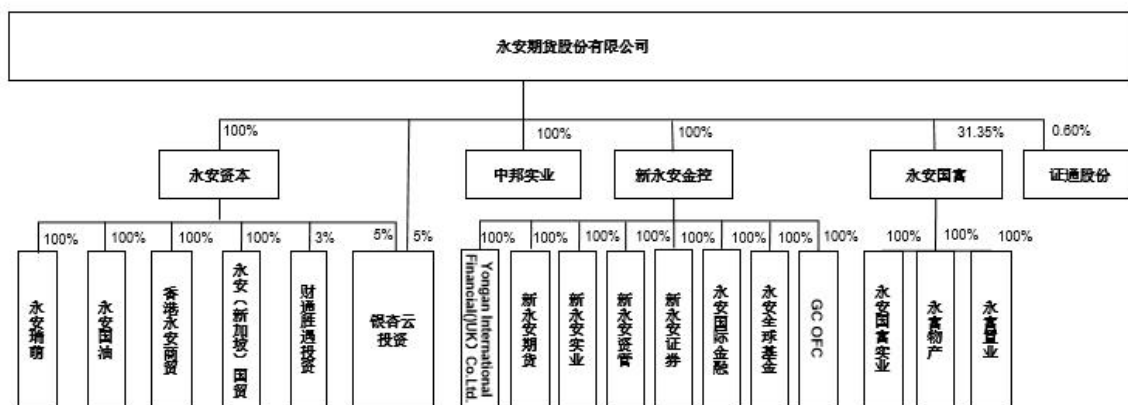 永安期货股份有限公司
100%
100%
100%
31.35%
0.60%
永安资本
中邦实业
新永安金控
永安国富
证通股份
100%
100%
100%
100%
3%
5%
5%
100%
100%
100%
100%
100%
100%
100%
100%
100%
100%
100%
永安瑞萌
永安国油
香港永安商贸
永安（新加坡）国贸
财通胜遇投资
银杏云
投资
Yongan International
Financial(UK) Co.Ltd.
新永安期货
新永安实业
新永安资管
新永安证券
永安国际金融
永安全球基金
GC OFC
永安国富实业
永富物产
永富置业